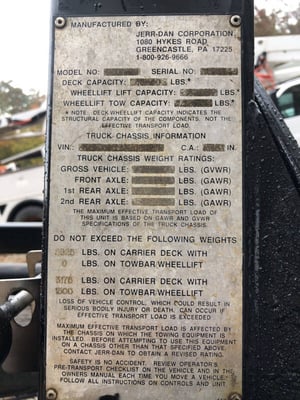 MANUFACTURED BY:
JERR-DAN CORPORATION
1080 HYKES ROAD
GREENCASTLE, PA 17225
1-800-926-9666
MODEL NO: SERIAL NO:
DECK CAPACITY: LBS.*
WHEELLIFT LIFT CAPACITY: LBS.*
WHEELLIFT TOW CAPACITY: LBS.*
* NOTE: DECK/WHEELLIFT CAPACITY INDICATES THE
STRUCTURAL CAPACITY OF THE COMPONENTS, NOT THE
EFFECTIVE TRANSPORT LOAD.
TRUCK CHASSIS INFORMATION
VIN: C.A.: IN.
TRUCK CHASSIS WEIGHT RATINGS:
GROSS VEHICLE: LBS. (GVWR)
FRONT AXLE: LBS. (GAWR)
1st REAR AXLE: LBS. (GAWR)
2nd REAR AXLE: LBS. (GAWR)
THE MAXIMUM EFFECTIVE TRANSPORT LOAD OF
THIS UNIT IS BASED ON GAWR AND GVWR
SPECIFICATIONS OF THE TRUCK CHASSIS.
DO NOT EXCEED THE FOLLOWING WEIGHTS
LBS. ON CARRIER DECK WITH
0 LBS. ON TOWBAR/WHEELLIFT
LBS. ON CARRIER DECK WITH
LBS. ON TOWBAR/WHEELLIFT
LOSS OF VEHICLE CONTROL, WHICH COULD RESULT IN
SERIOUS BODILY INJURY OR DEATH, CAN OCCUR IF
EFFECTIVE TRANSPORT LOAD IS EXCEEDED
MAXIMUM EFFECTIVE TRANSPORT LOAD IS AFFECTED BY
THE CHASSIS ON WHICH THE TOWING EQUIPMENT IS
INSTALLED. BEFORE ATTEMPTING TO USE THIS EQUIPMENT
ON A CHASSIS OTHER THAN THAT SPECIFIED ABOVE,
CONTACT JERR-DAN TO OBTAIN A REVISED RATING.
SAFETY IS NO ACCIDENT. REVIEW OPERATOR'S
PRE-TRANSPORT CHECKLIST ON THE VEHICLE AND IN THE
OWNERS MANUAL EACH TIME YOU MOVE A VEHICLE.
FOLLOW ALL INSTRUCTIONS ON CONTROLS AND UNIT